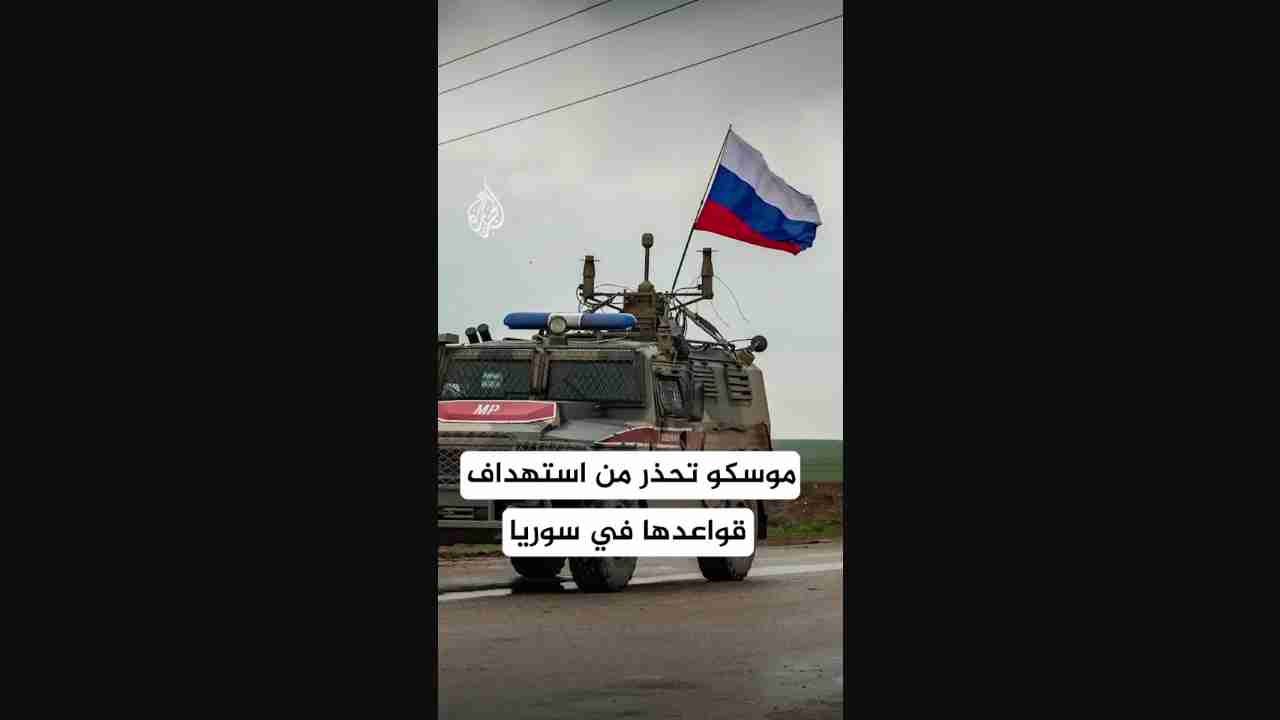 MP
موسكو تحذر من استهداف
قواعدها في سوريا